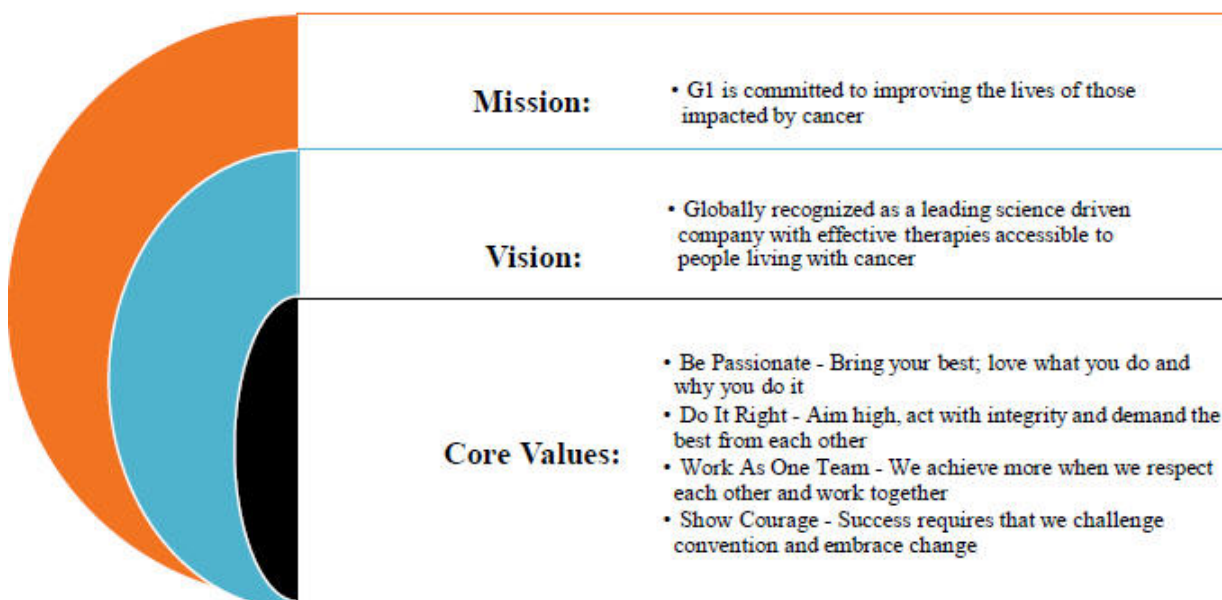 Mission:
• G1 is committed to improving the lives of those
impacted by cancer
Vision:
• Globally recognized as a leading science driven
company with effective therapies accessible to
people living with cancer
Core Values:
• Be Passionate - Bring your best; love what you do and
why you do it
• Do It Right - Aim high, act with integrity and demand the
best from each other
• Work As One Team - We achieve more when we respect
each other and work together
• Show Courage - Success requires that we challenge
convention and embrace change